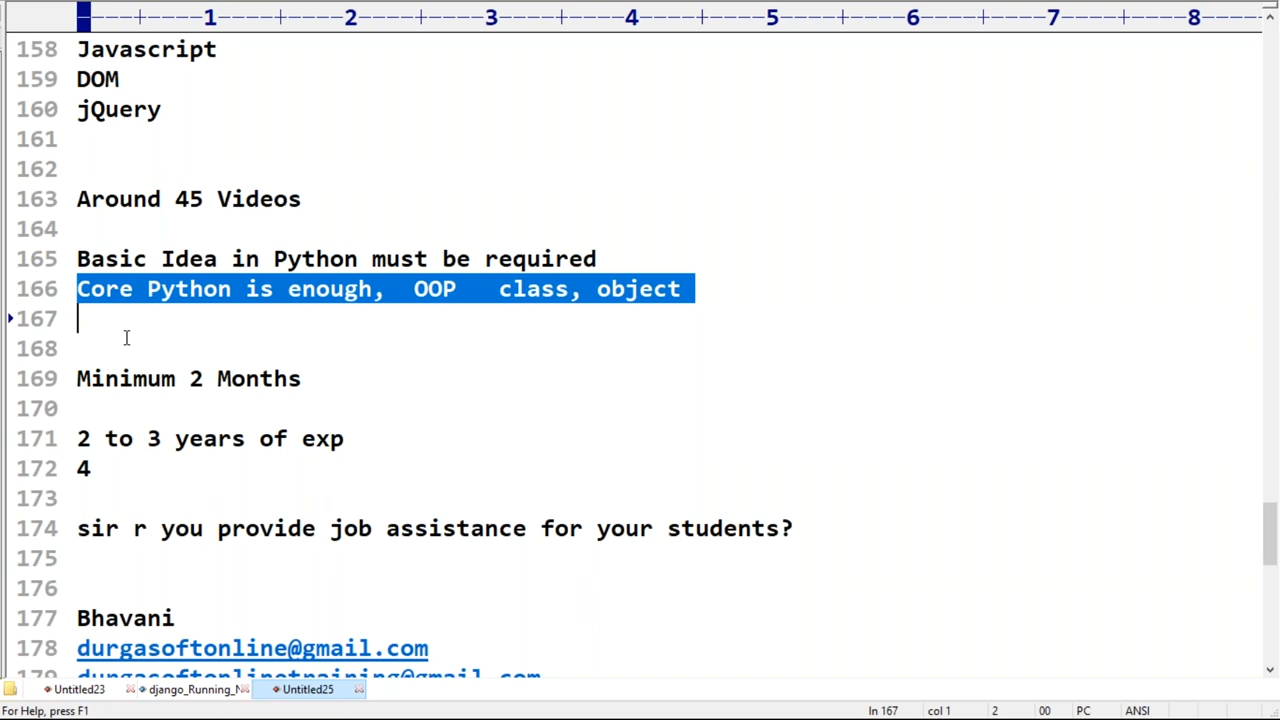 1 2 3 4 5 6 7 8
158 Javascript
159 DOM
160 jQuery
161
162
163 Around 45 Videos
164
165 Basic Idea in Python must be required
166 Core Python is enough, OOP class, object
167
168
169 Minimum 2 Months
170
171 2 to 3 years of exp
172 4
173
174 sir r you provide job assistance for your students?
175
176
177 Bhavani
178 durgasoftonline@gmail.com
179 durgasoftonlinetraining@gmail.com
Untitled23 django_Running_N Untitled25
For Help, press F1 ln 167 col 1 2 00 PC ANSI